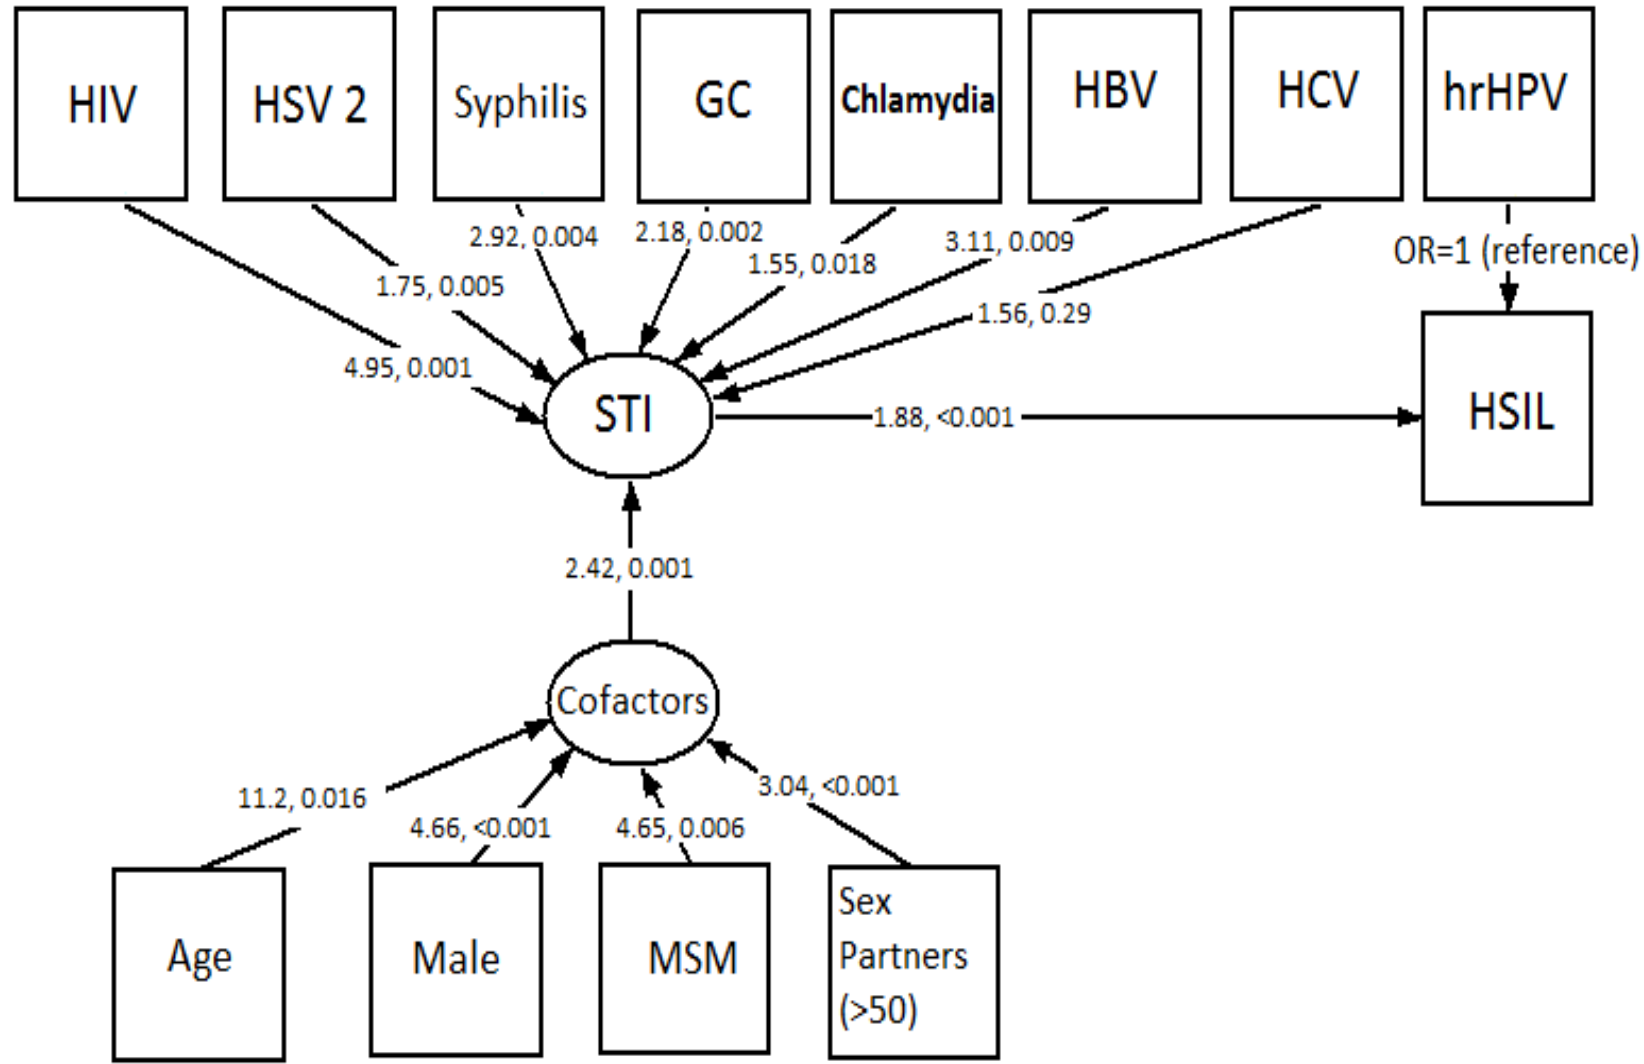 HIV
HSV 2
Syphilis
GC
Chlamydia
HBV
HCV
hrHPV
2.92, 0.004
2.18, 0.002
1.55, 0.018
3.11, 0.009
OR=1 (reference)
1.75, 0.005
1.56, 0.29
4.95, 0.001
STI
1.88, <0.001
HSIL
2.42, 0.001
Cofactors
11.2, 0.016
4.66, <0.001
4.65, 0.006
3.04, <0.001
Age
Male
MSM
Sex
Partners
(>50)